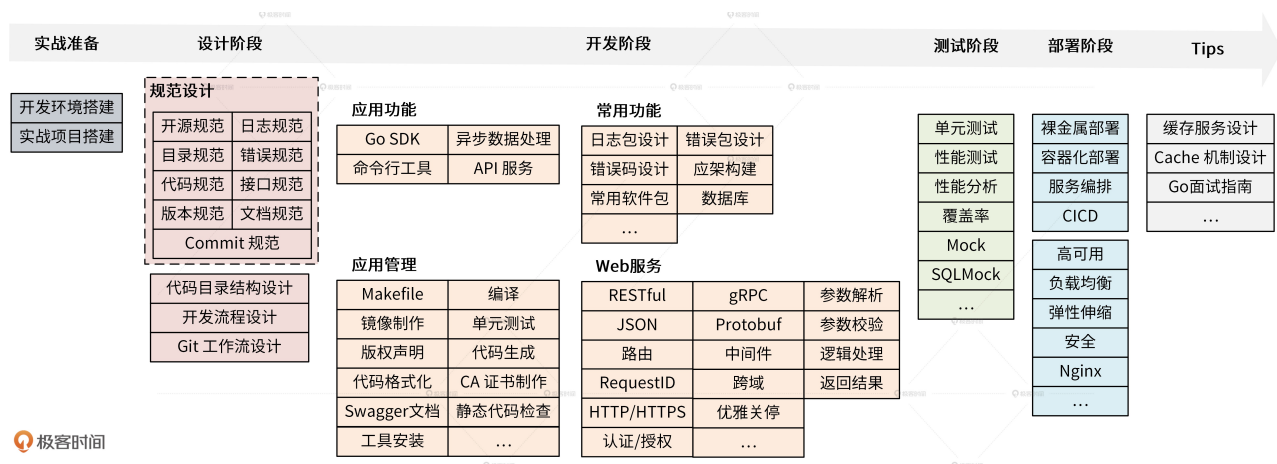 实战准备
设计阶段
开发阶段
测试阶段
部署阶段
Tips
开发环境搭建
实战项目搭建
规范设计
开源规范 日志规范
目录规范 错误规范
代码规范 接口规范
版本规范 文档规范
Commit 规范
代码目录结构设计
开发流程设计
Git 工作流设计
应用功能
Go SDK 异步数据处理
命令行工具 API 服务
常用功能
日志包设计 错误包设计
错误码设计 应架构建
常用软件包 数据库
...
应用管理
Makefile 编译
镜像制作 单元测试
版权声明 代码生成
代码格式化 CA 证书制作
Swagger文档 静态代码检查
工具安装 ...
Web服务
RESTful gRPC 参数解析
JSON Protobuf 参数校验
路由 中间件 逻辑处理
RequestID 跨域 返回结果
HTTP/HTTPS 优雅关停
认证/授权 ...
单元测试
性能测试
性能分析
覆盖率
Mock
SQLMock
...
裸金属部署
容器化部署
服务编排
CICD
高可用
负载均衡
弹性伸缩
安全
Nginx
...
缓存服务设计
Cache 机制设计
Go面试指南
...
极客时间